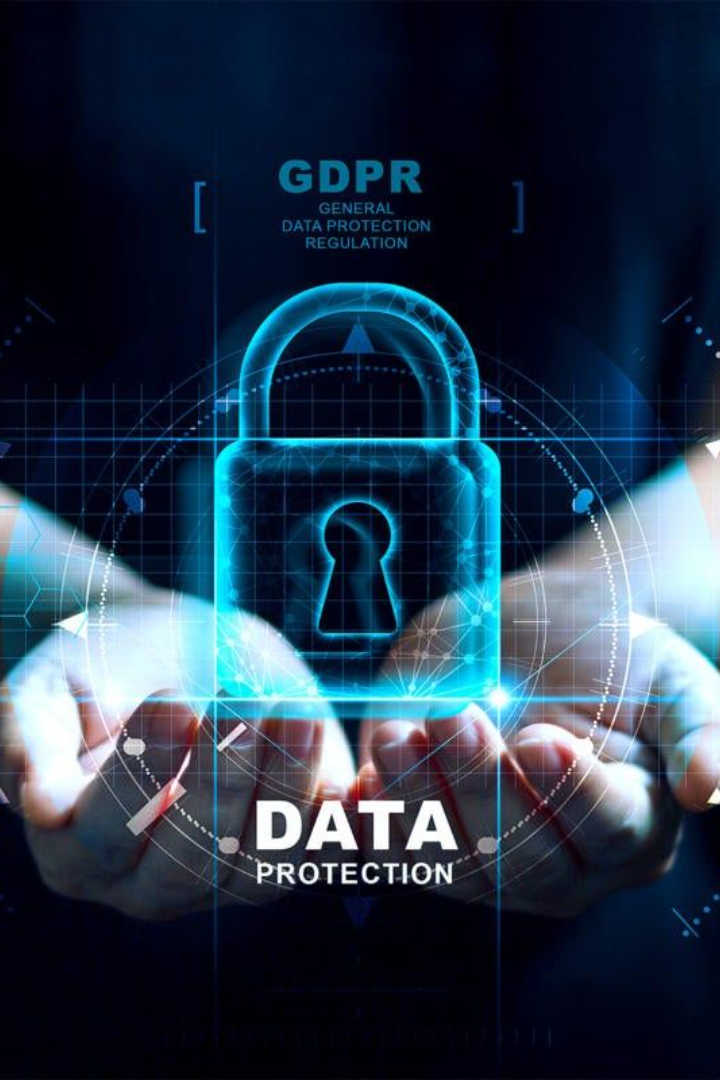 GDPR
GENERAL
DATA PROTECTION
REGULATION
DATA
PROTECTION